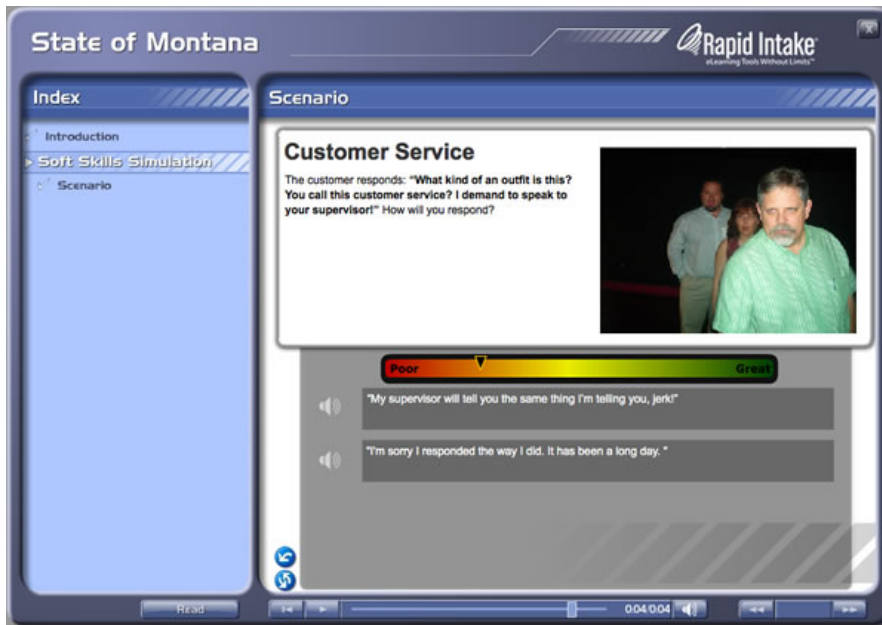 State of Montana
Rapid Intake
eLearning Tools Without Limits™
Index
Scenario
Introduction
Soft Skills Simulation
Scenario
Customer Service
The customer responds: “What kind of an outfit is this?
You call this customer service? I demand to speak to
your supervisor!” How will you respond?
Poor
Great
"My supervisor will tell you the same thing I'm telling you, jerk!"
"I'm sorry I responded the way I did. It has been a long day. "
Read
0:04/0:04